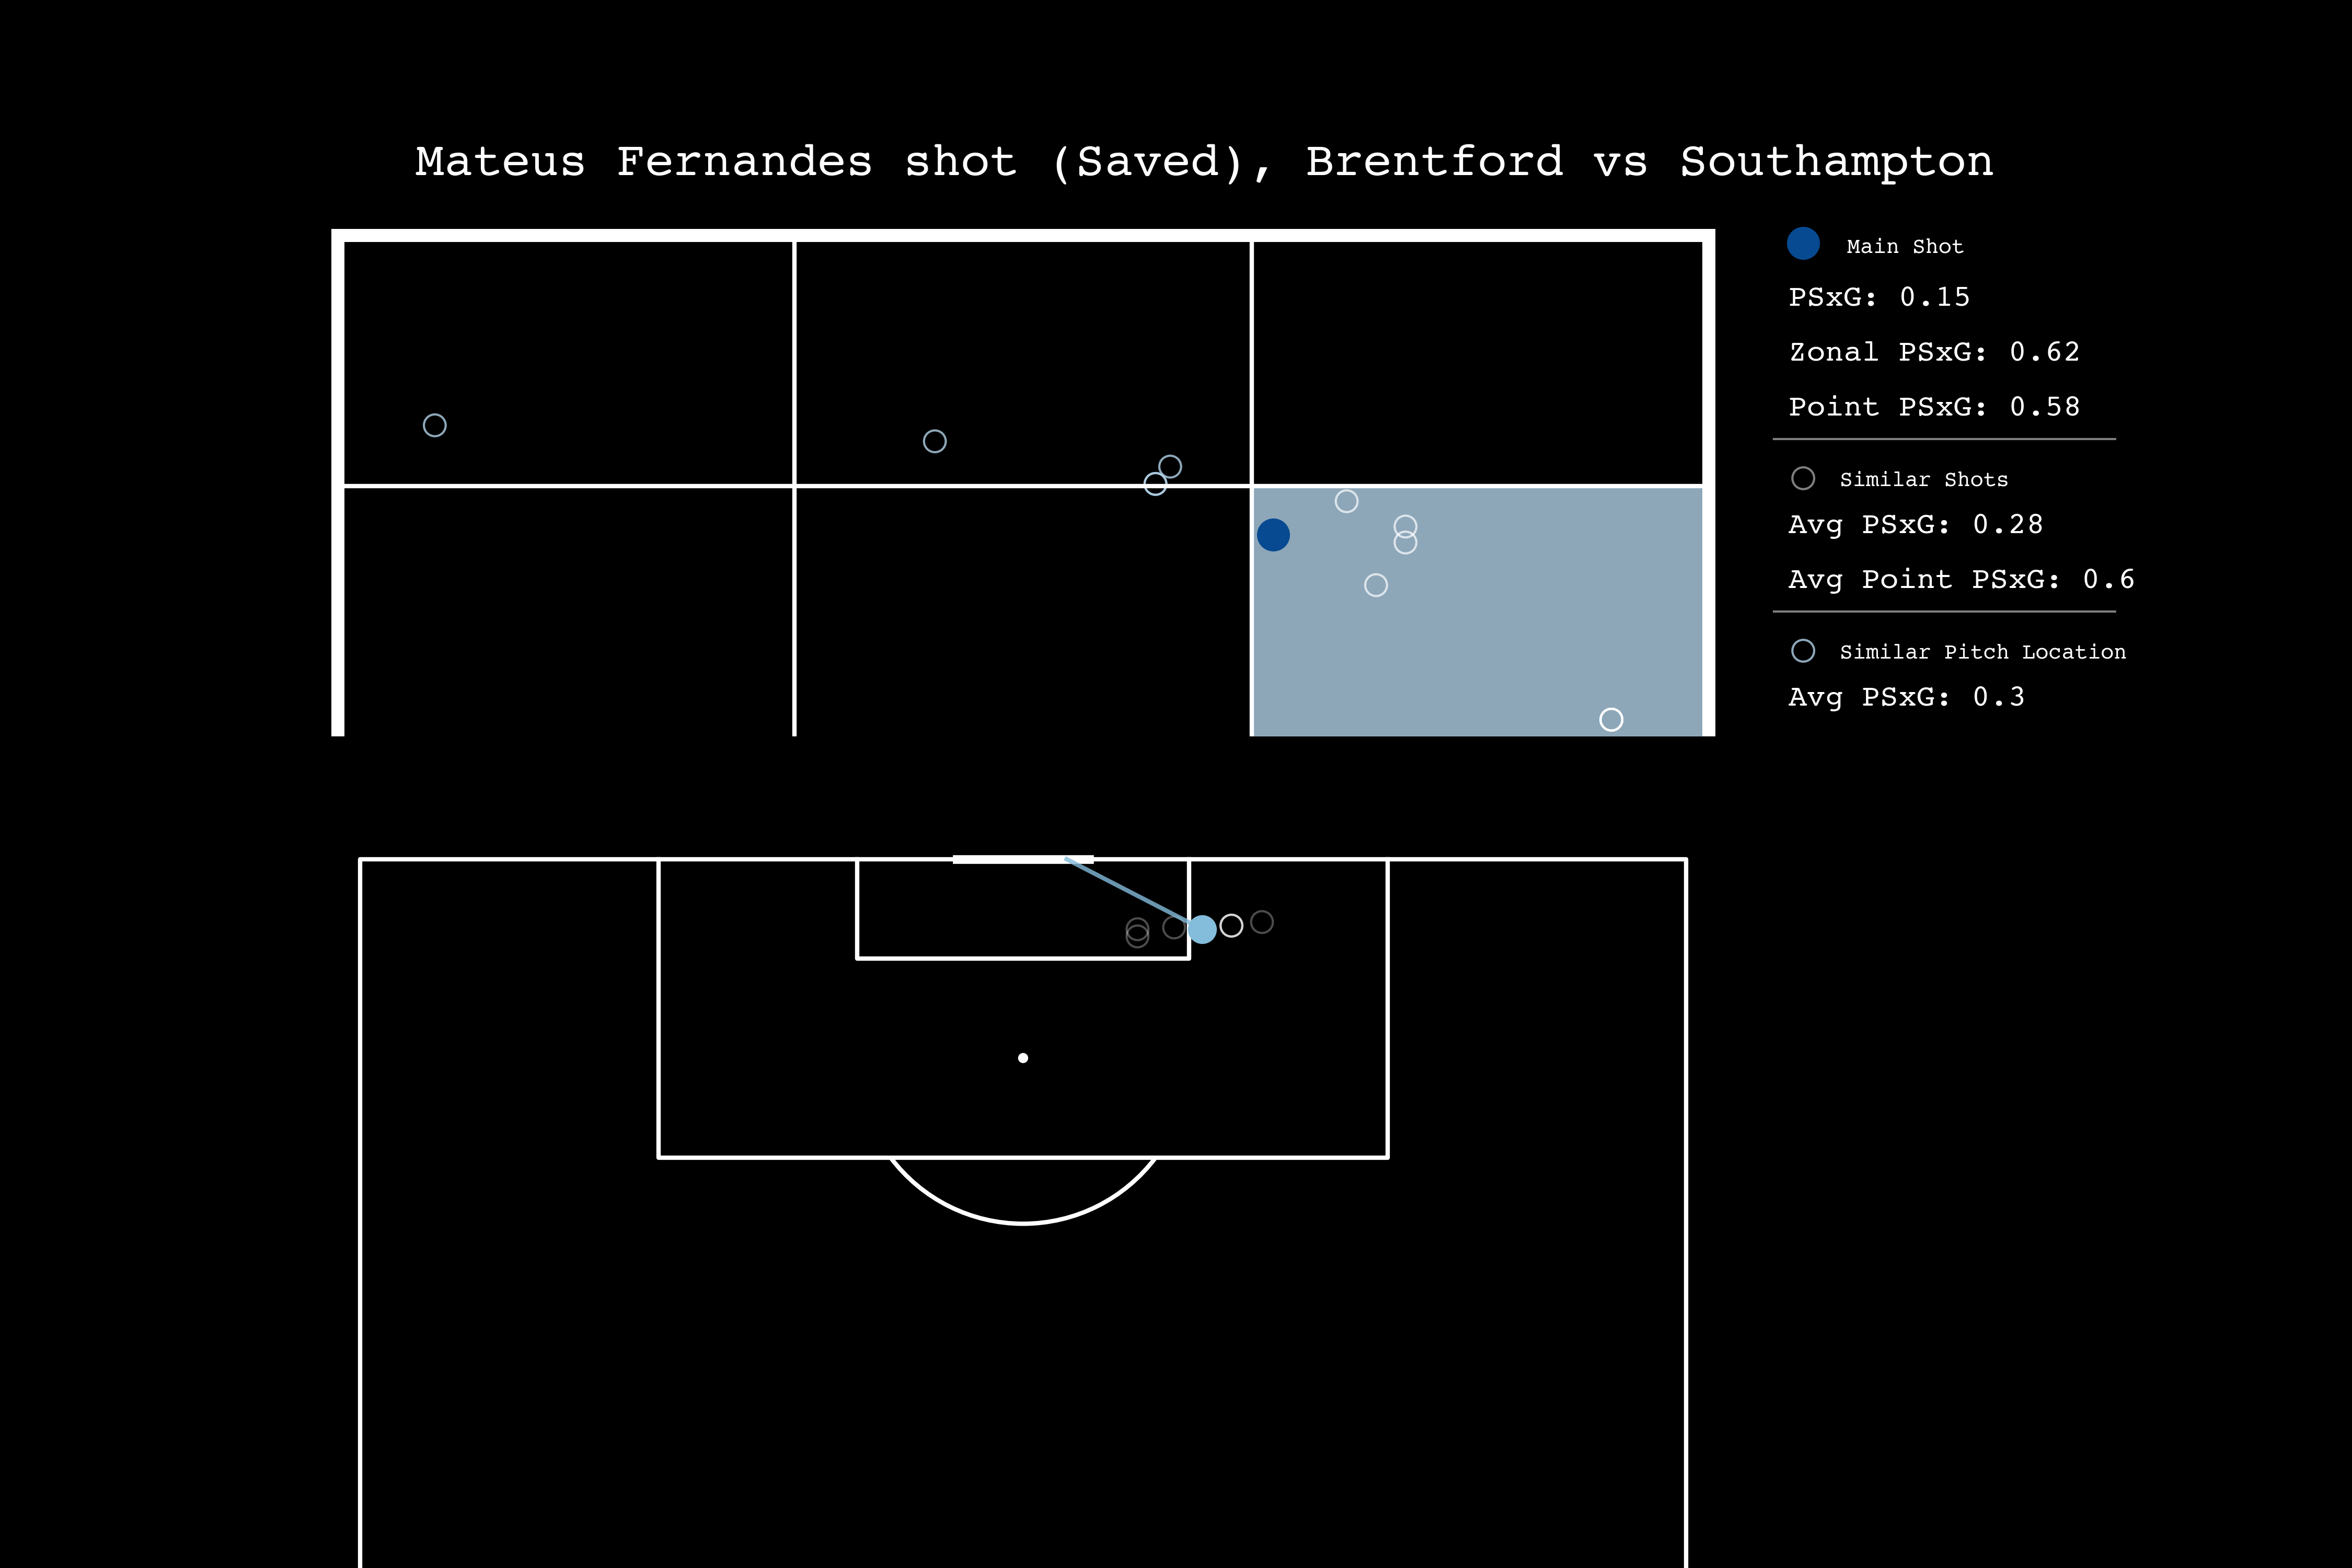 Mateus Fernandes shot (Saved), Brentford vs Southampton
Main Shot
PSxG: 0.15
Zonal PSxG: 0.62
Point PSxG: 0.58
Similar Shots
Avg PSxG: 0.28
Avg Point PSxG: 0.6
Similar Pitch Location
Avg PSxG: 0.3